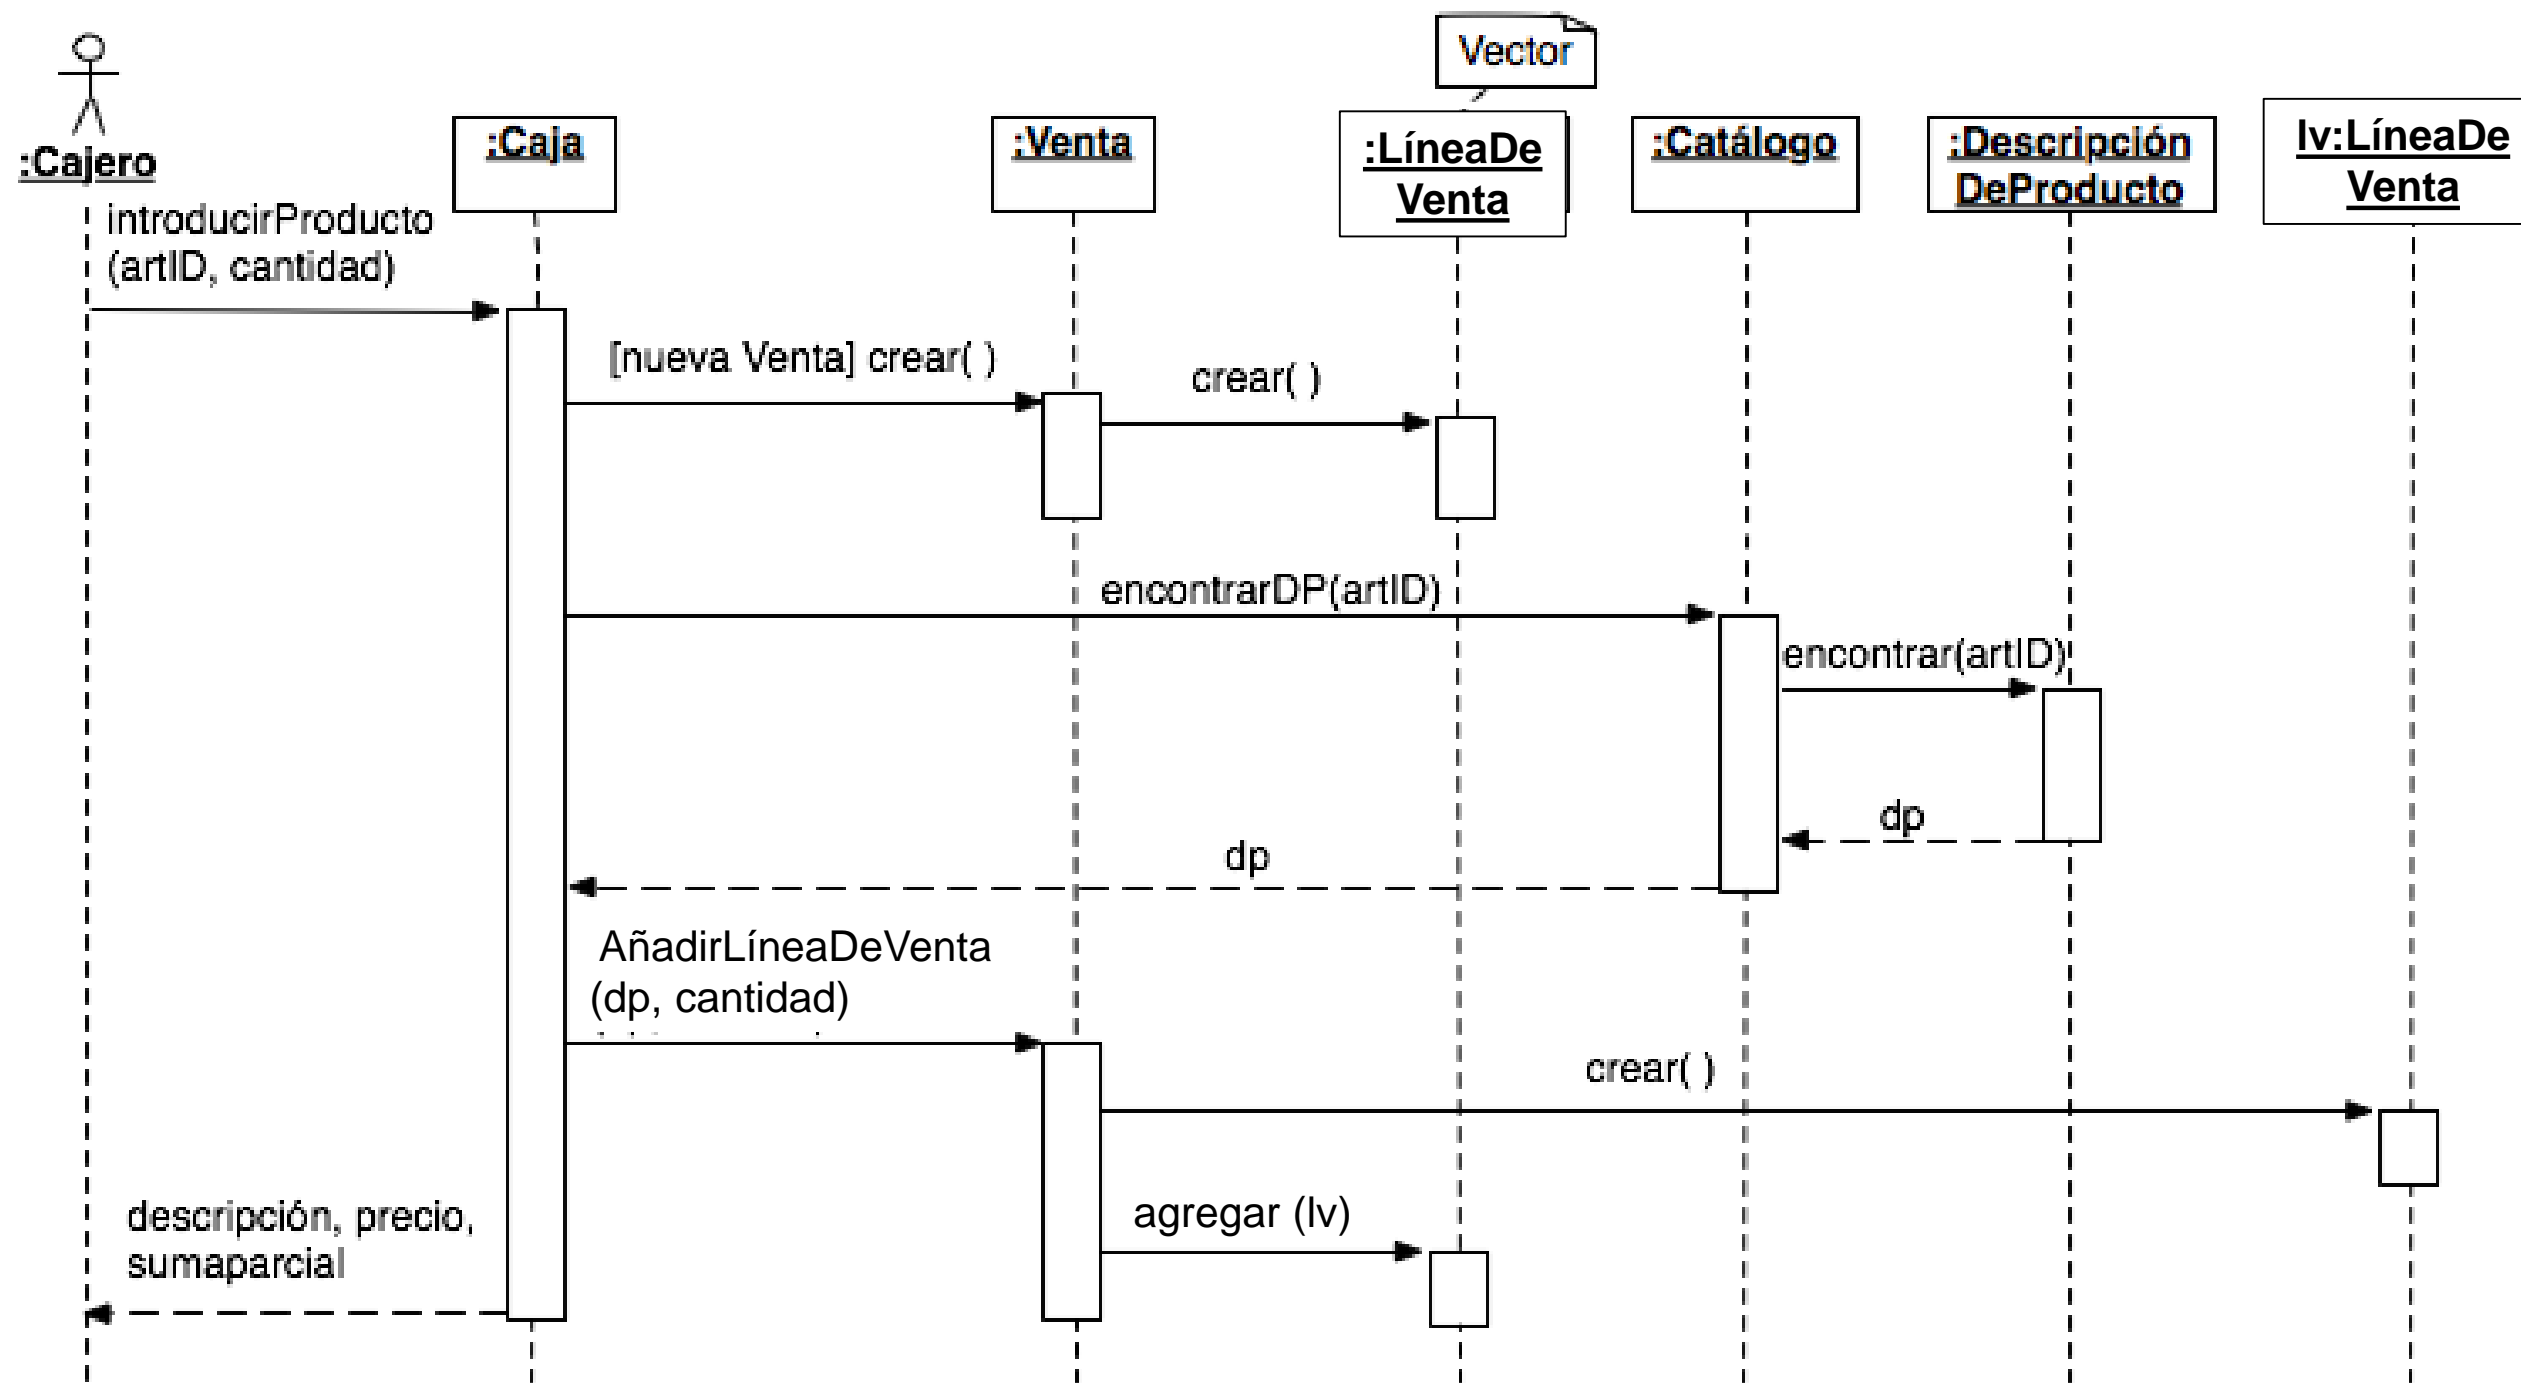 Vector
:Cajero
:Caja
:Venta
:LíneaDe
Venta
:Catálogo
:Descripción
DeProducto
lv:LíneaDe
Venta
introducirProducto
(artID, cantidad)
[nueva Venta] crear( )
crear( )
encontrarDP(artID)
encontrar(artID)
dp
dp
AñadirLíneaDeVenta
(dp, cantidad)
crear( )
agregar (lv)
descripción, precio,
sumaparcial